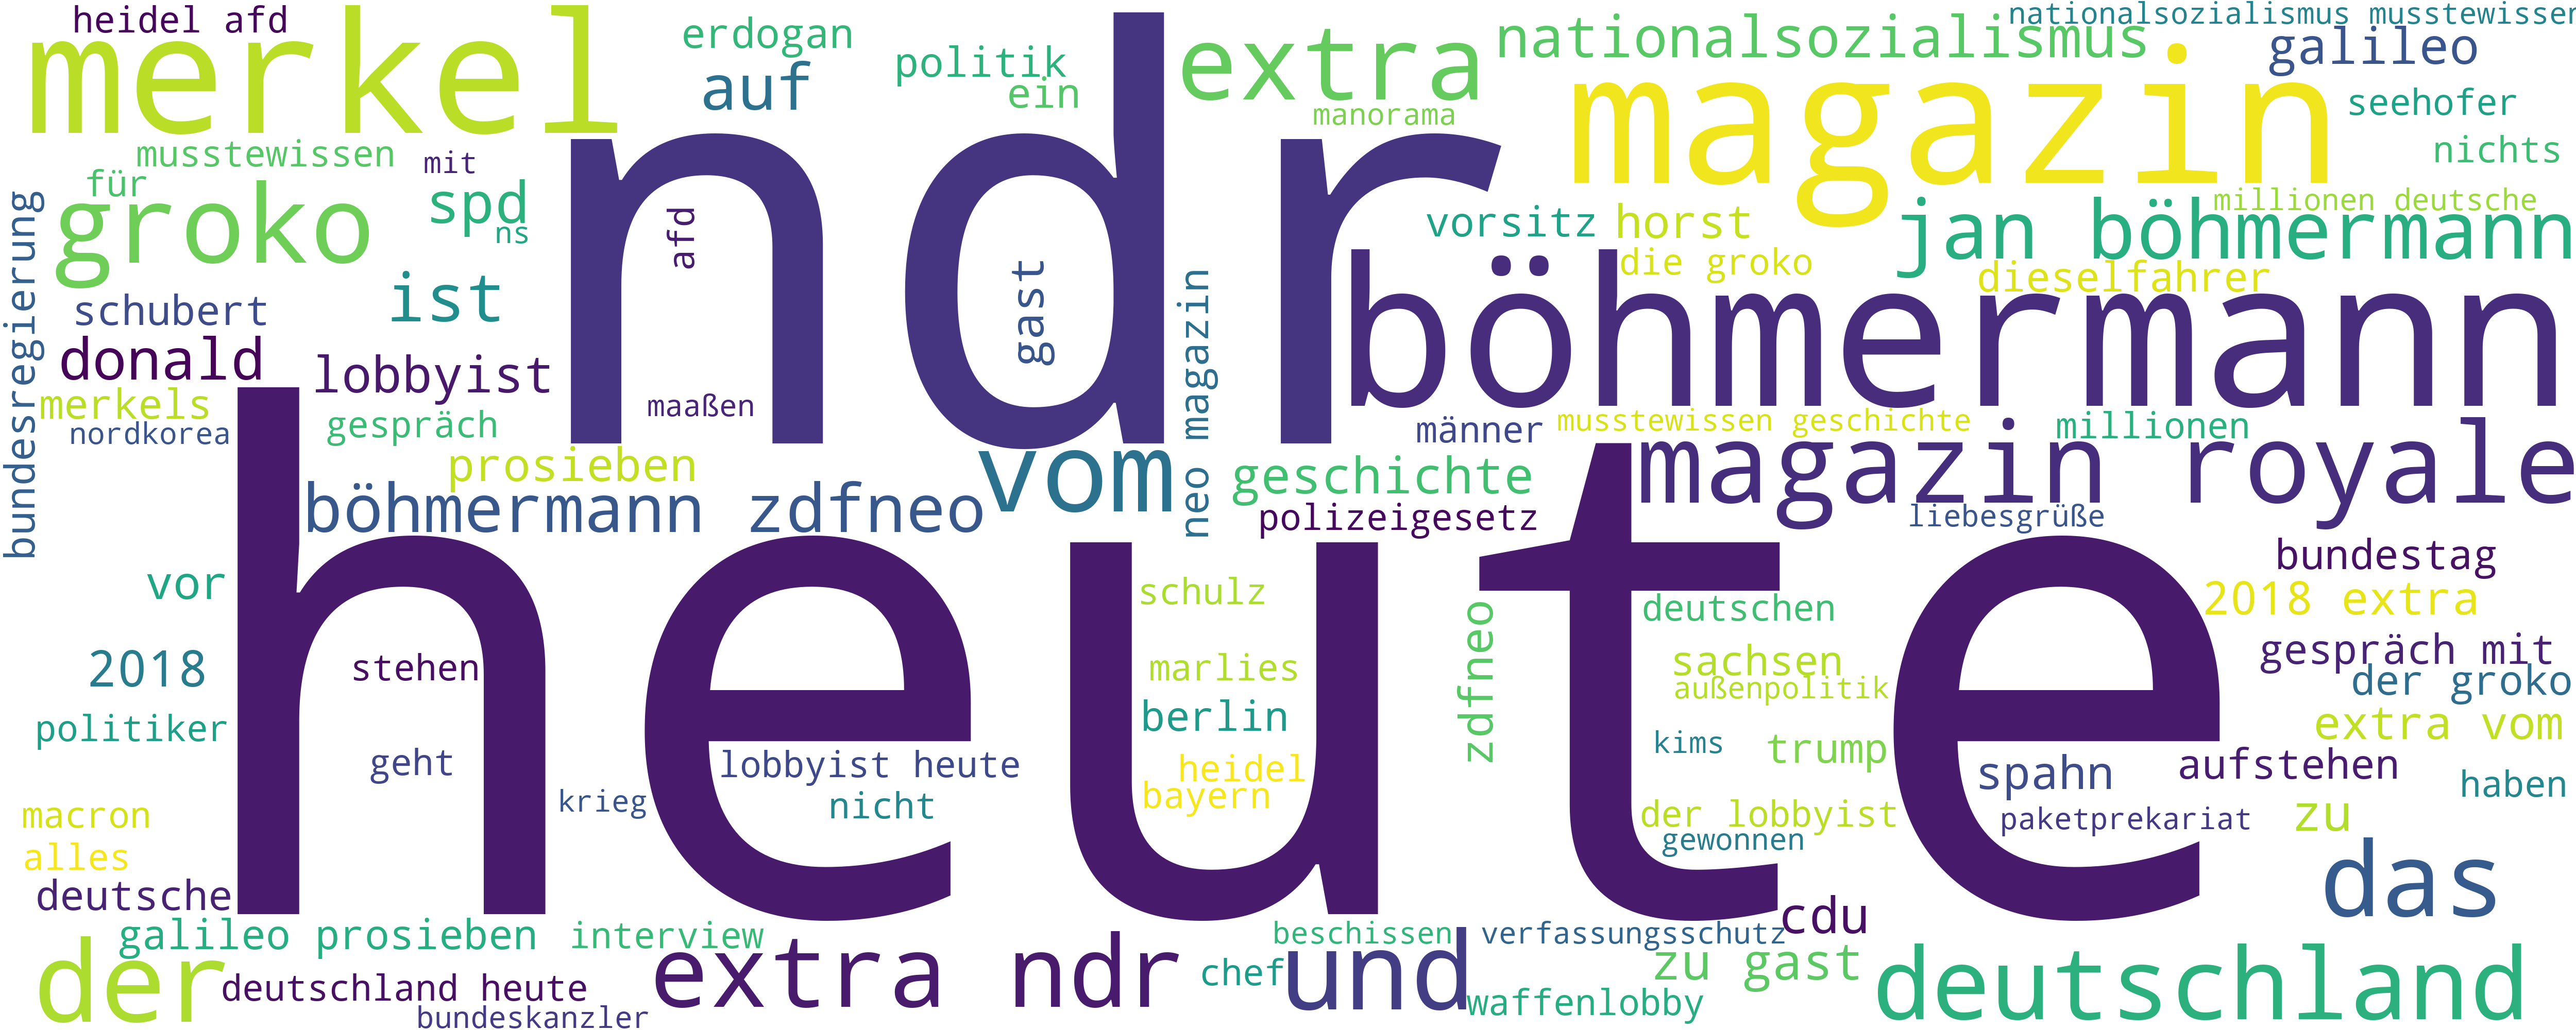 heidel afd
merkel
erdogan
auf
politik
ein
extra
manorama
nationalsozialismus
nationalsozialismus musstewissen
galileo
magazin
seehofer
nichts
musstewissen
mit
für
groko
spd
ns
ndr
afd
gast
vorsitz
horst
die groko
millionen deutsche
jan böhmermann
dieselfahrer
böhmermann
bundesregierung
ist
schubert
donald
lobbyist
merkels
nordkorea
gespräch
maaßen
neo magazin
männer
musstewissen geschichte
millionen
prosieben
böhmermann zdfneo
vom
geschichte
polizeigesetz
magazin royale
liebesgrüße
bundestag
heute
vor
schulz
zdfneo
deutschen
2018 extra
2018
stehen
marlies
sachsen
außenpolitik
gespräch mit
der groko
politiker
berlin
kims
trump
extra vom
geht
lobbyist heute
heidel
spahn
aufstehen
haben
krieg
nicht
bayern
macron
der lobbyist
gewonnen
paketprekariat
zu
alles
deutsche
das
cdu
galileo prosieben
interview
beschissen
verfassungsschutz
der
deutschland heute
extra ndr
chef
und
zu gast
deutschland
bundeskanzler
waffenlobby